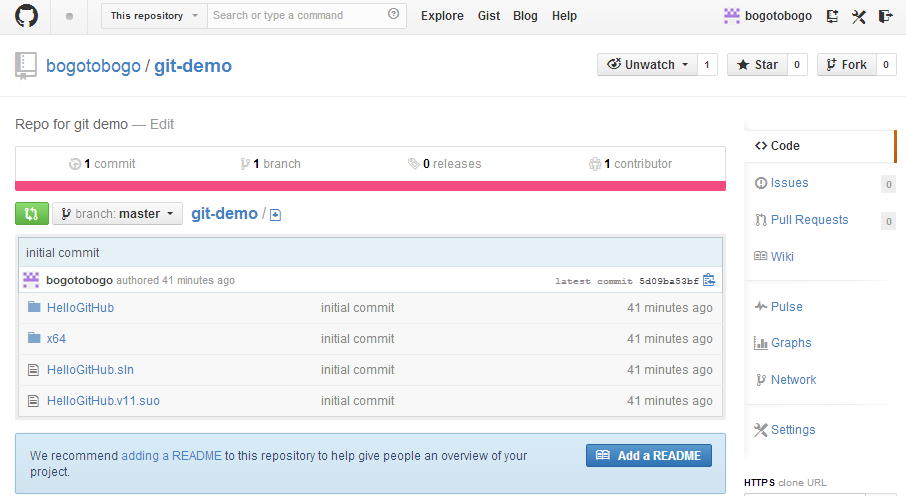 This repository Search or type a command Explore Gist Blog Help bogotobogo
bogotobogo / git-demo Unwatch 1 Star 0 Fork 0
Repo for git demo — Edit
1 commit 1 branch 0 releases 1 contributor
branch: master git-demo /
initial commit
bogotobogo authored 41 minutes ago latest commit 5d09ba53bf
HelloGitHub initial commit 41 minutes ago
x64 initial commit 41 minutes ago
HelloGitHub.sln initial commit 41 minutes ago
HelloGitHub.v11.suo initial commit 41 minutes ago
We recommend adding a README to this repository to help give people an overview of your
project.
Add a README
Code
Issues 0
Pull Requests 0
Wiki
Pulse
Graphs
Network
Settings
HTTPS clone URL